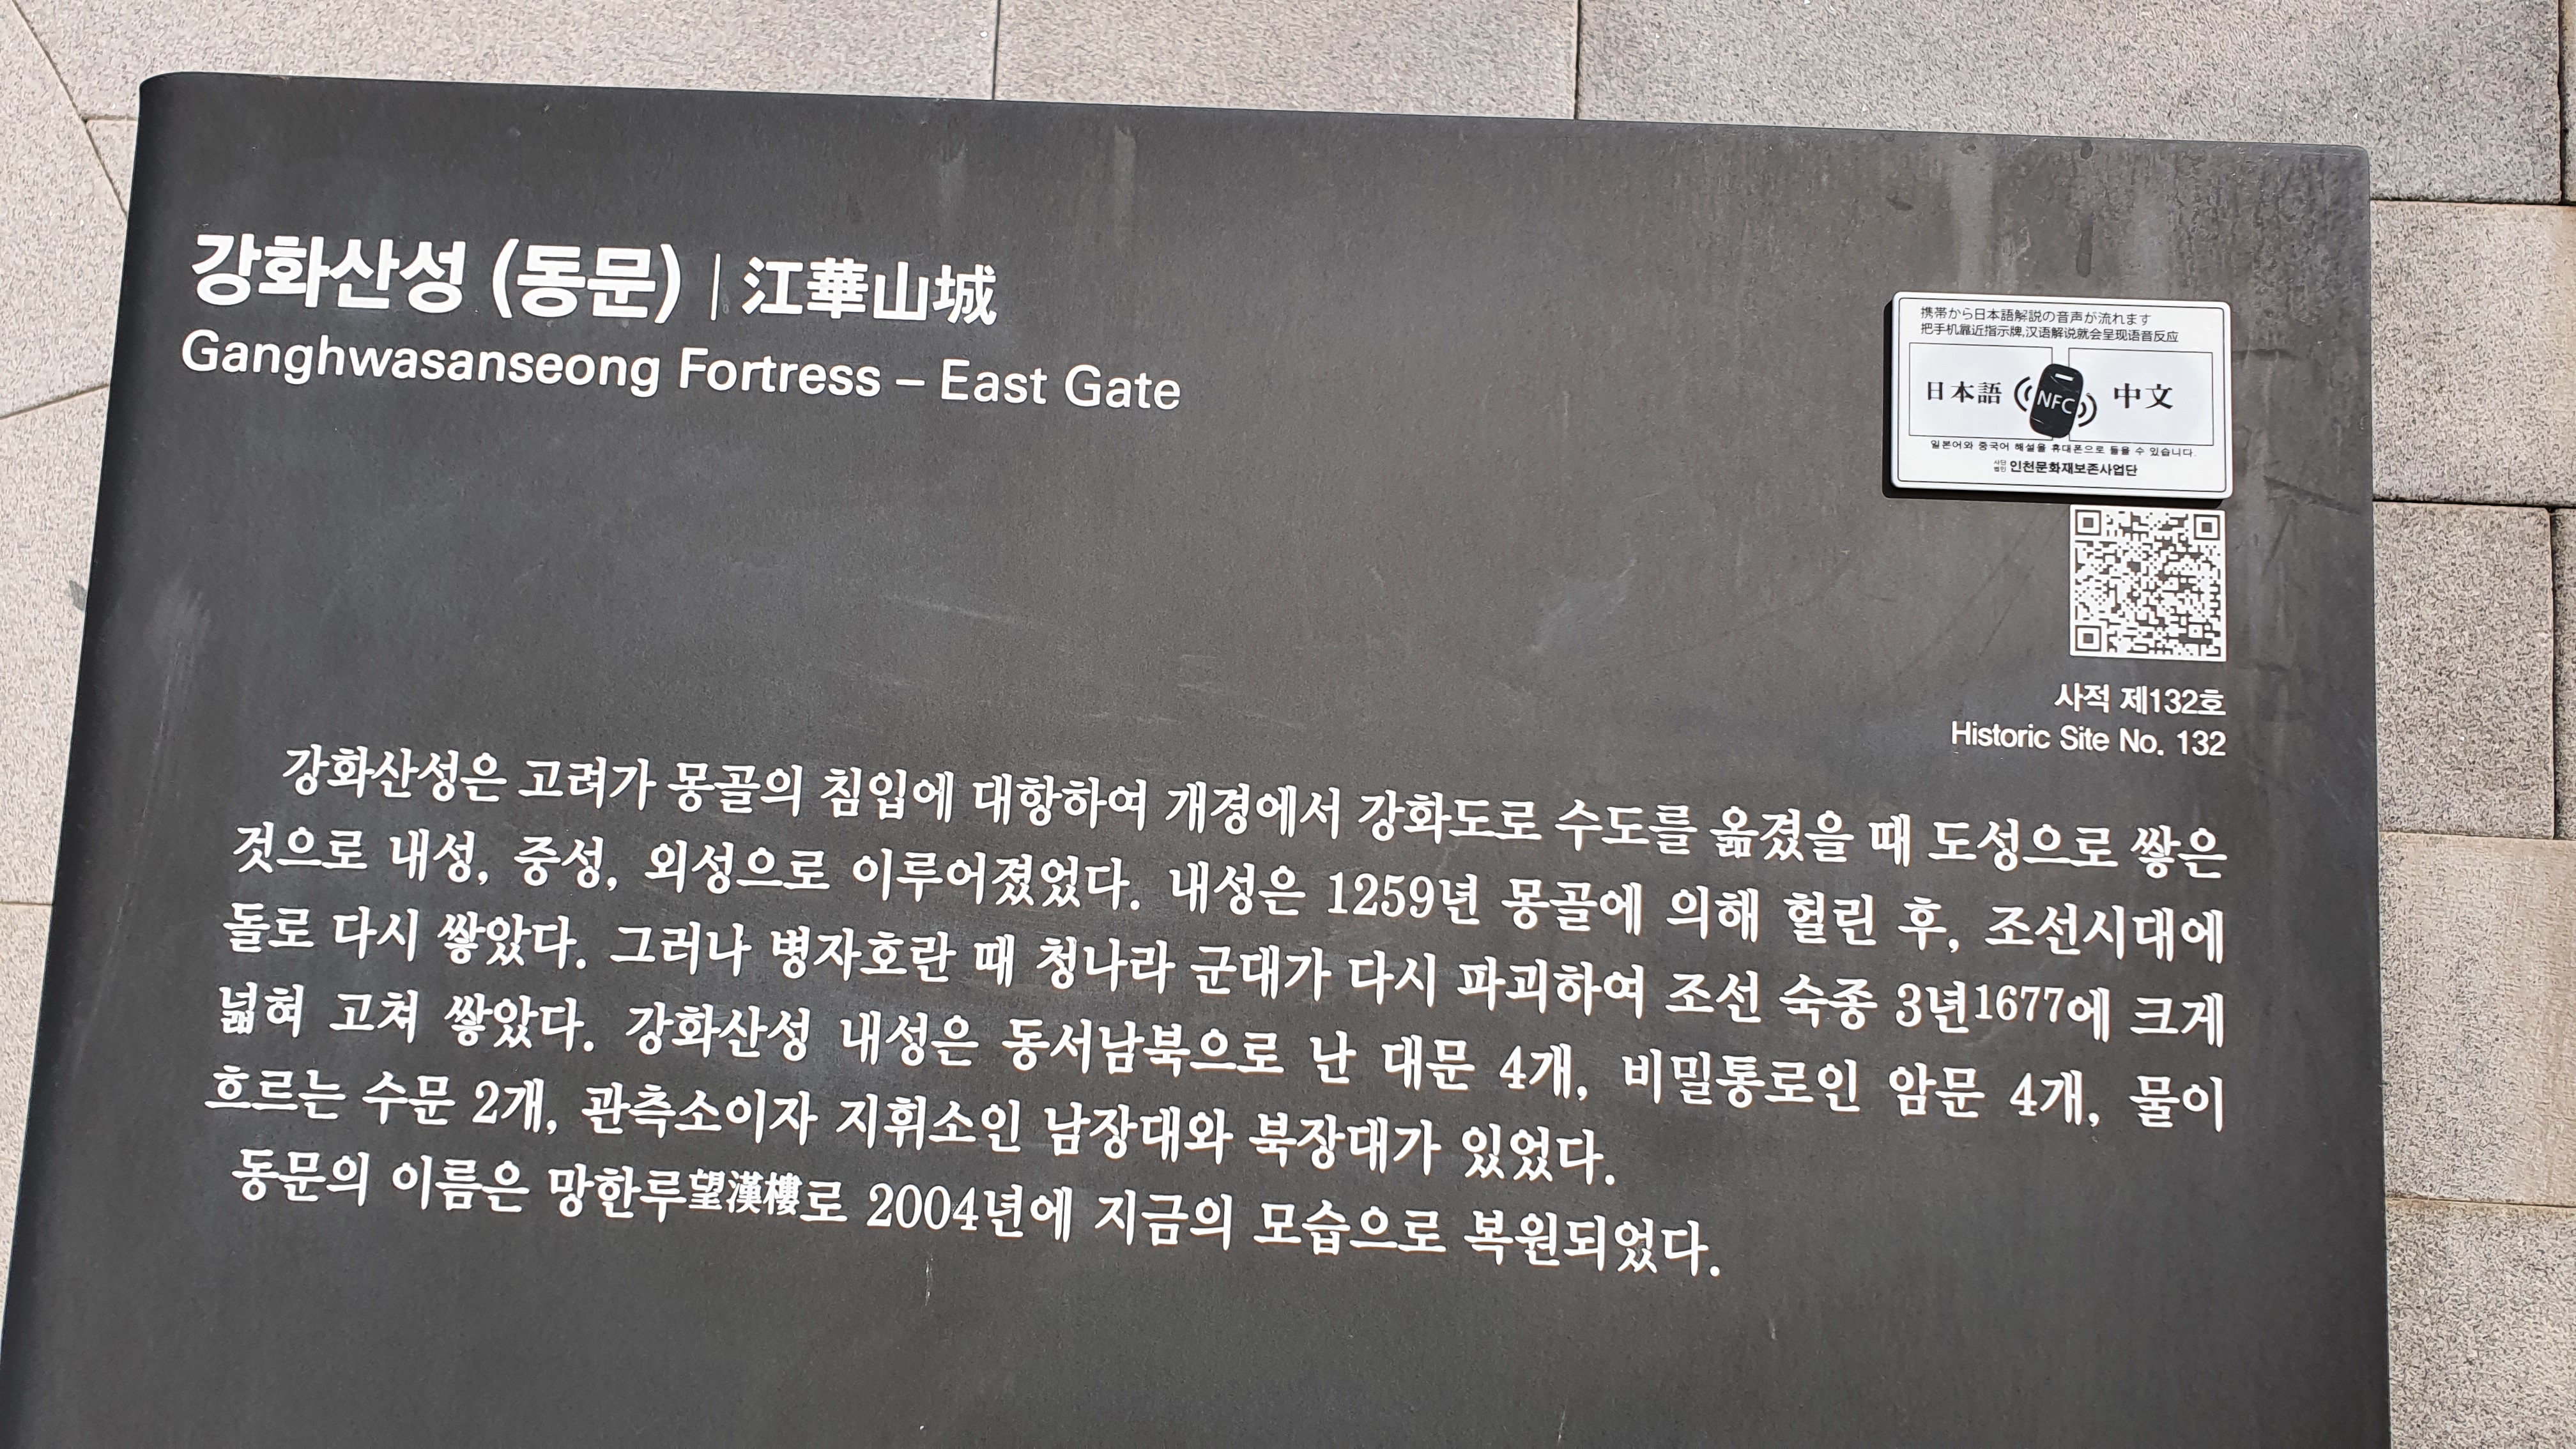 강화산성 (동문) | 江華山城
Ganghwasanseong Fortress – East Gate
携帯から日本語解説の音声が流れます
把手机靠近指示牌,汉语解说就会呈现语音反应
日本語 NFC 中文
일본어와 중국어 해설을 휴대폰으로 들을 수 있습니다.
사단법인 인천문화재보존사업단
사적 제132호
Historic Site No. 132
강화산성은 고려가 몽골의 침입에 대항하여 개경에서 강화도로 수도를 옮겼을 때 도성으로 쌓은
것으로 내성, 중성, 외성으로 이루어졌었다. 내성은 1259년 몽골에 의해 헐린 후, 조선시대에
돌로 다시 쌓았다. 그러나 병자호란 때 청나라 군대가 다시 파괴하여 조선 숙종 3년1677에 크게
넓혀 고쳐 쌓았다. 강화산성 내성은 동서남북으로 난 대문 4개, 비밀통로인 암문 4개, 물이
흐르는 수문 2개, 관측소이자 지휘소인 남장대와 북장대가 있었다.
동문의 이름은 망한루望漢樓로 2004년에 지금의 모습으로 복원되었다.